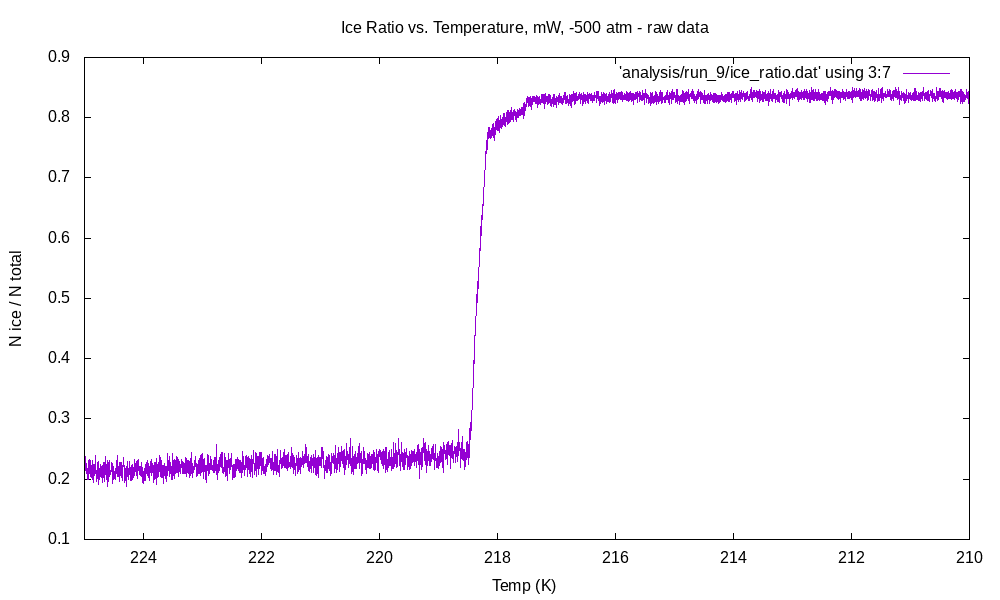 Ice Ratio vs. Temperature, mW, -500 atm - raw data
'analysis/run_9/ice_ratio.dat' using 3:7
N ice / N total
0.9
0.8
0.7
0.6
0.5
0.4
0.3
0.2
0.1
224 222 220 218 216 214 212 210
Temp (K)